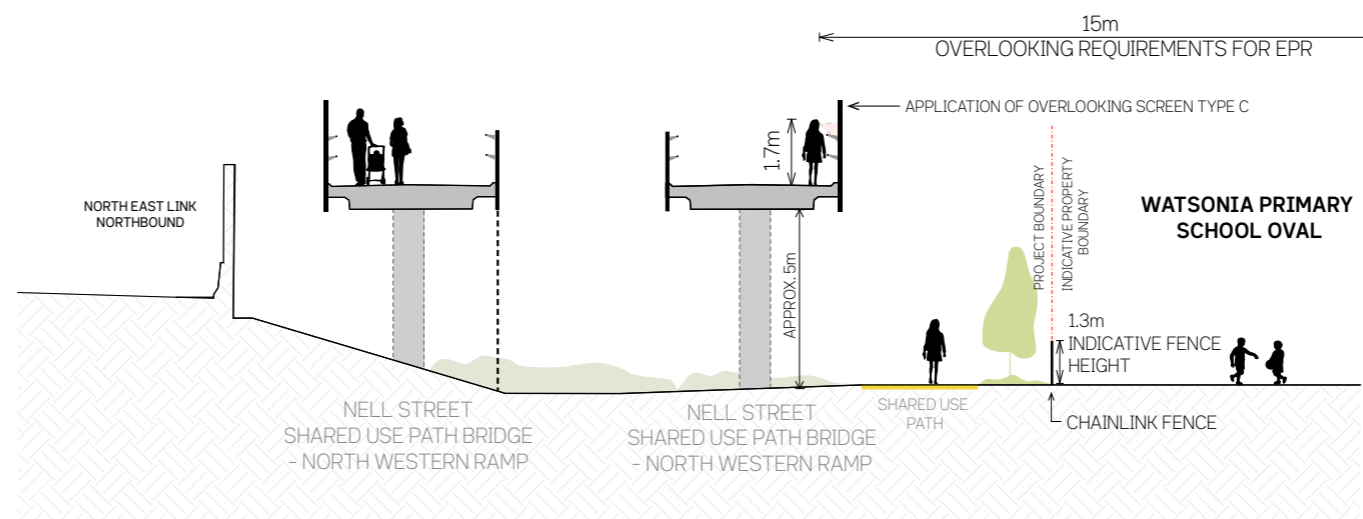 15m
OVERLOOKING REQUIREMENTS FOR EPR
APPLICATION OF OVERLOOKING SCREEN TYPE C
1.7m
NORTH EAST LINK
NORTHBOUND
PROJECT BOUNDARY
INDICATIVE PROPERTY
BOUNDARY
WATSONIA PRIMARY
SCHOOL OVAL
APPROX. 5m
1.3m
INDICATIVE FENCE
HEIGHT
NELL STREET
SHARED USE PATH BRIDGE
- NORTH WESTERN RAMP
NELL STREET
SHARED USE PATH BRIDGE
- NORTH WESTERN RAMP
SHARED USE
PATH
CHAINLINK FENCE